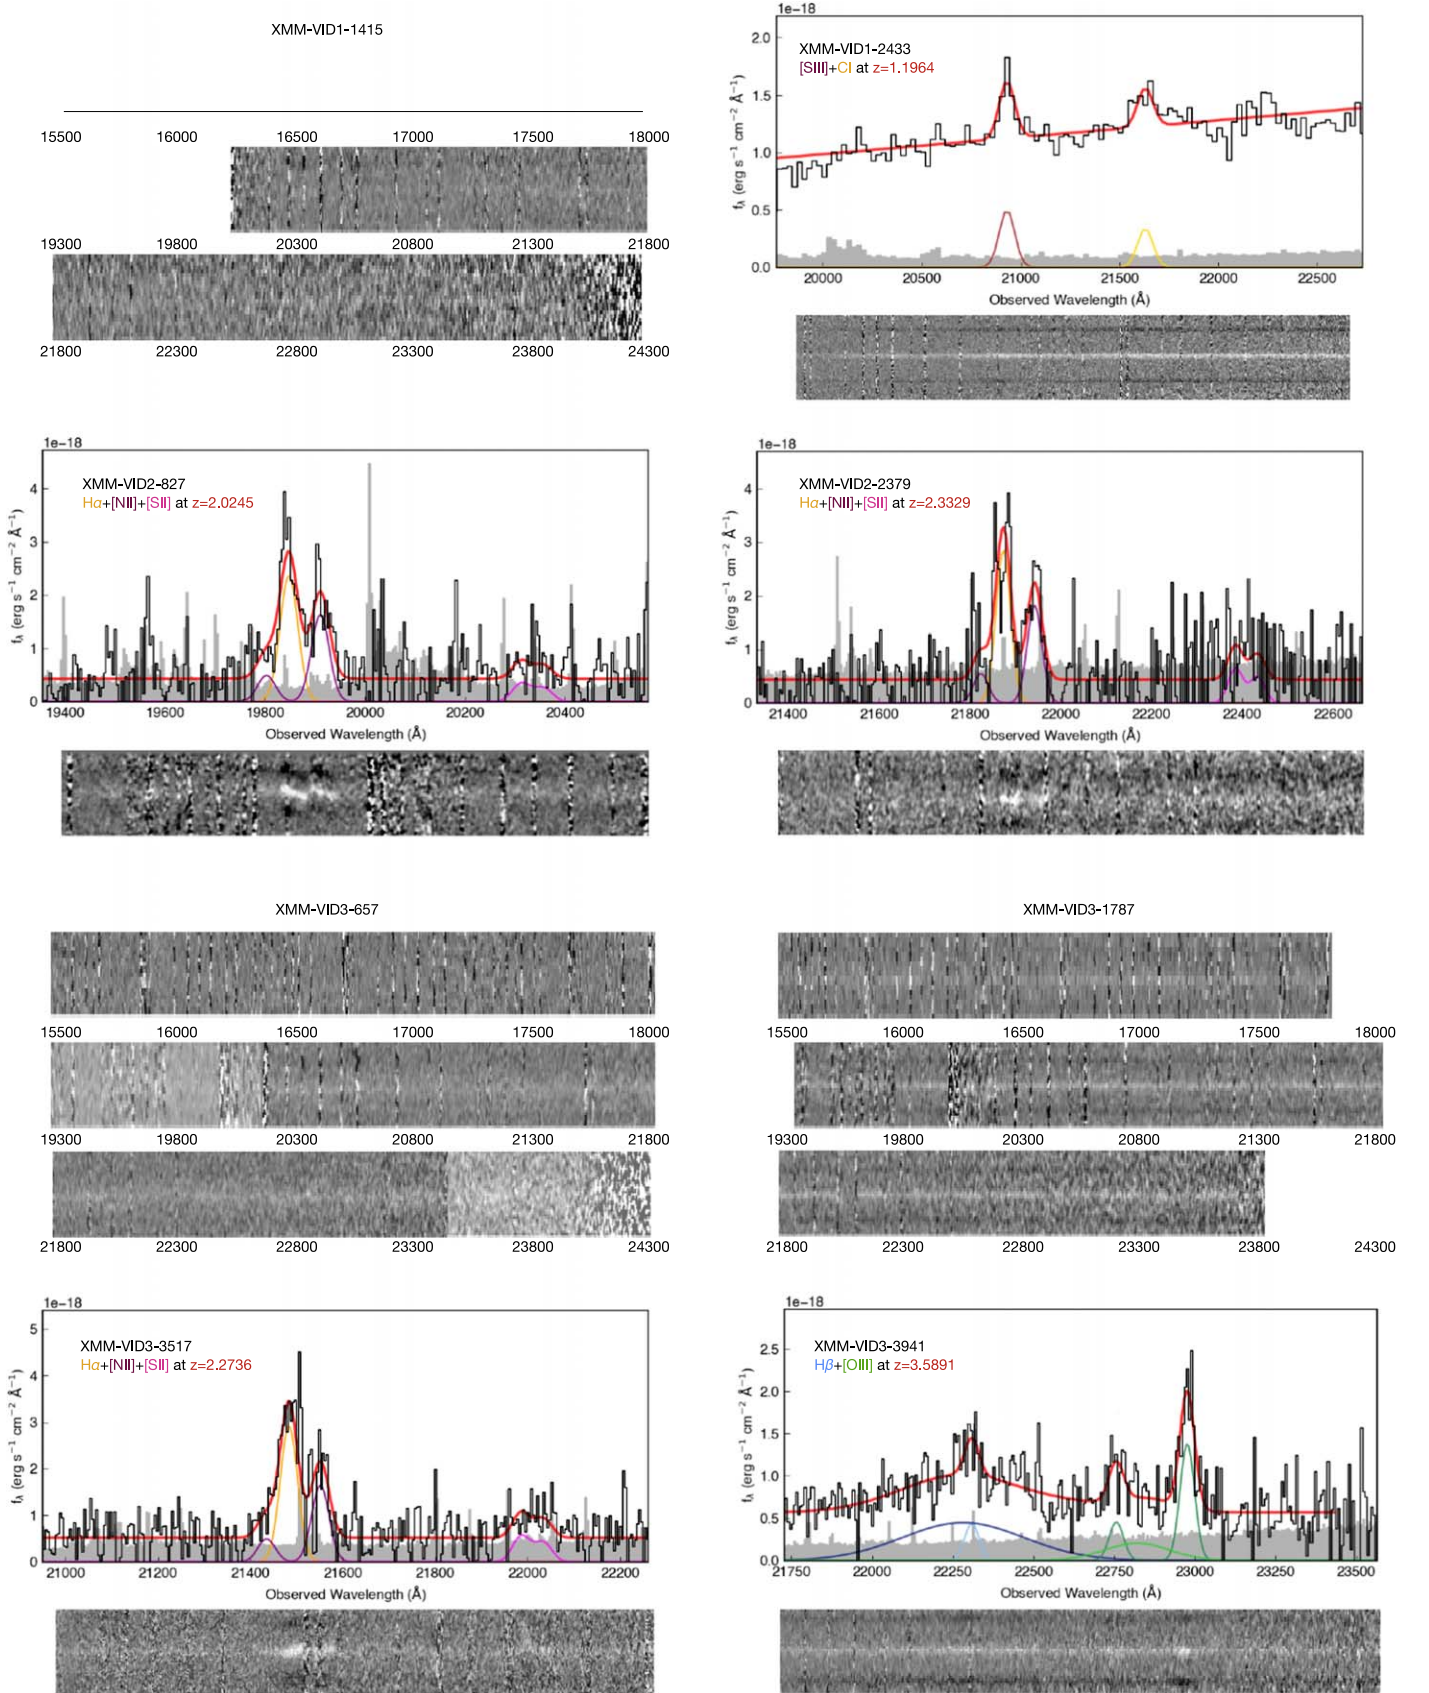 XMM-VID1-1415
15500 16000 16500 17000 17500 18000
19300 19800 20300 20800 21300 21800
21800 22300 22800 23300 23800 24300
1e−18
XMM-VID1-2433
[SIII]+CI at z=1.1964
2.0
1.5
1.0
0.5
0.0
fλ (erg s⁻¹ cm⁻² Å⁻¹)
20000 20500 21000 21500 22000 22500
Observed Wavelength (Å)
1e−18
XMM-VID2-827
Hα+[NII]+[SII] at z=2.0245
4
3
2
1
0
fλ (erg s⁻¹ cm⁻² Å⁻¹)
19400 19600 19800 20000 20200 20400
Observed Wavelength (Å)
1e−18
XMM-VID2-2379
Hα+[NII]+[SII] at z=2.3329
4
3
2
1
0
fλ (erg s⁻¹ cm⁻² Å⁻¹)
21400 21600 21800 22000 22200 22400 22600
Observed Wavelength (Å)
XMM-VID3-657
15500 16000 16500 17000 17500 18000
19300 19800 20300 20800 21300 21800
21800 22300 22800 23300 23800 24300
XMM-VID3-1787
15500 16000 16500 17000 17500 18000
19300 19800 20300 20800 21300 21800
21800 22300 22800 23300 23800 24300
1e−18
XMM-VID3-3517
Hα+[NII]+[SII] at z=2.2736
5
4
3
2
1
0
fλ (erg s⁻¹ cm⁻² Å⁻¹)
21000 21200 21400 21600 21800 22000 22200
Observed Wavelength (Å)
1e−18
XMM-VID3-3941
Hβ+[OIII] at z=3.5891
2.5
2.0
1.5
1.0
0.5
0.0
fλ (erg s⁻¹ cm⁻² Å⁻¹)
21750 22000 22250 22500 22750 23000 23250 23500
Observed Wavelength (Å)